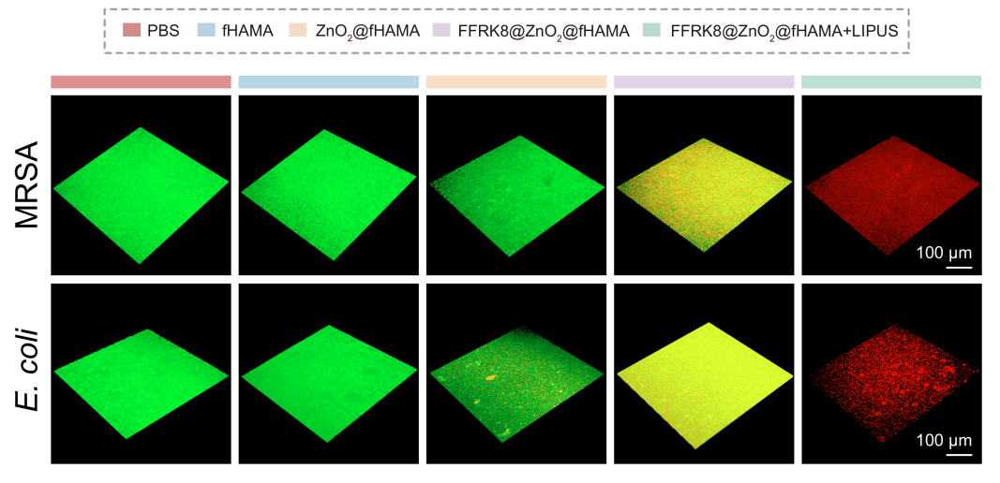 PBS fHAMA ZnO₂@fHAMA FFRK8@ZnO₂@fHAMA FFRK8@ZnO₂@fHAMA+LIPUS
MRSA
100 µm
E. coli
100 µm